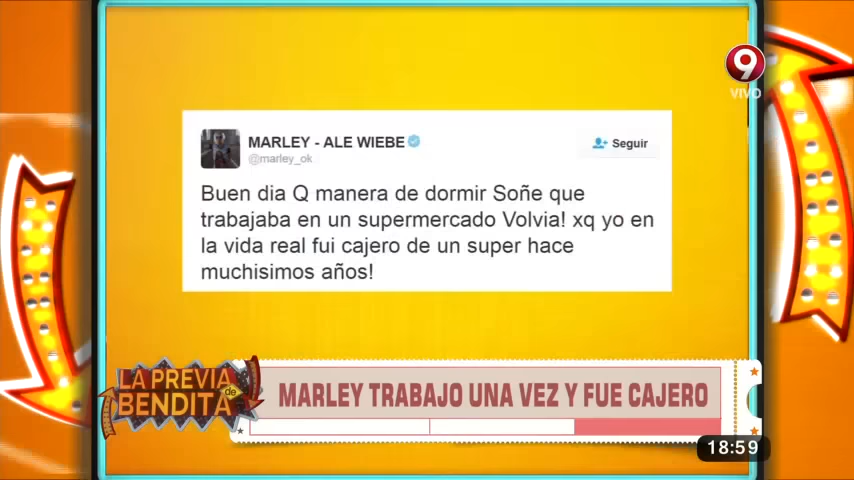 9
VIVO
MARLEY - ALE WIEBE
Seguir
@marley_ok
Buen dia Q manera de dormir Soñe que
trabajaba en un supermercado Volvia! xq yo en
la vida real fui cajero de un super hace
muchisimos años!
LA PREVIA
de
BENDITA
MARLEY TRABAJO UNA VEZ Y FUE CAJERO
18:59